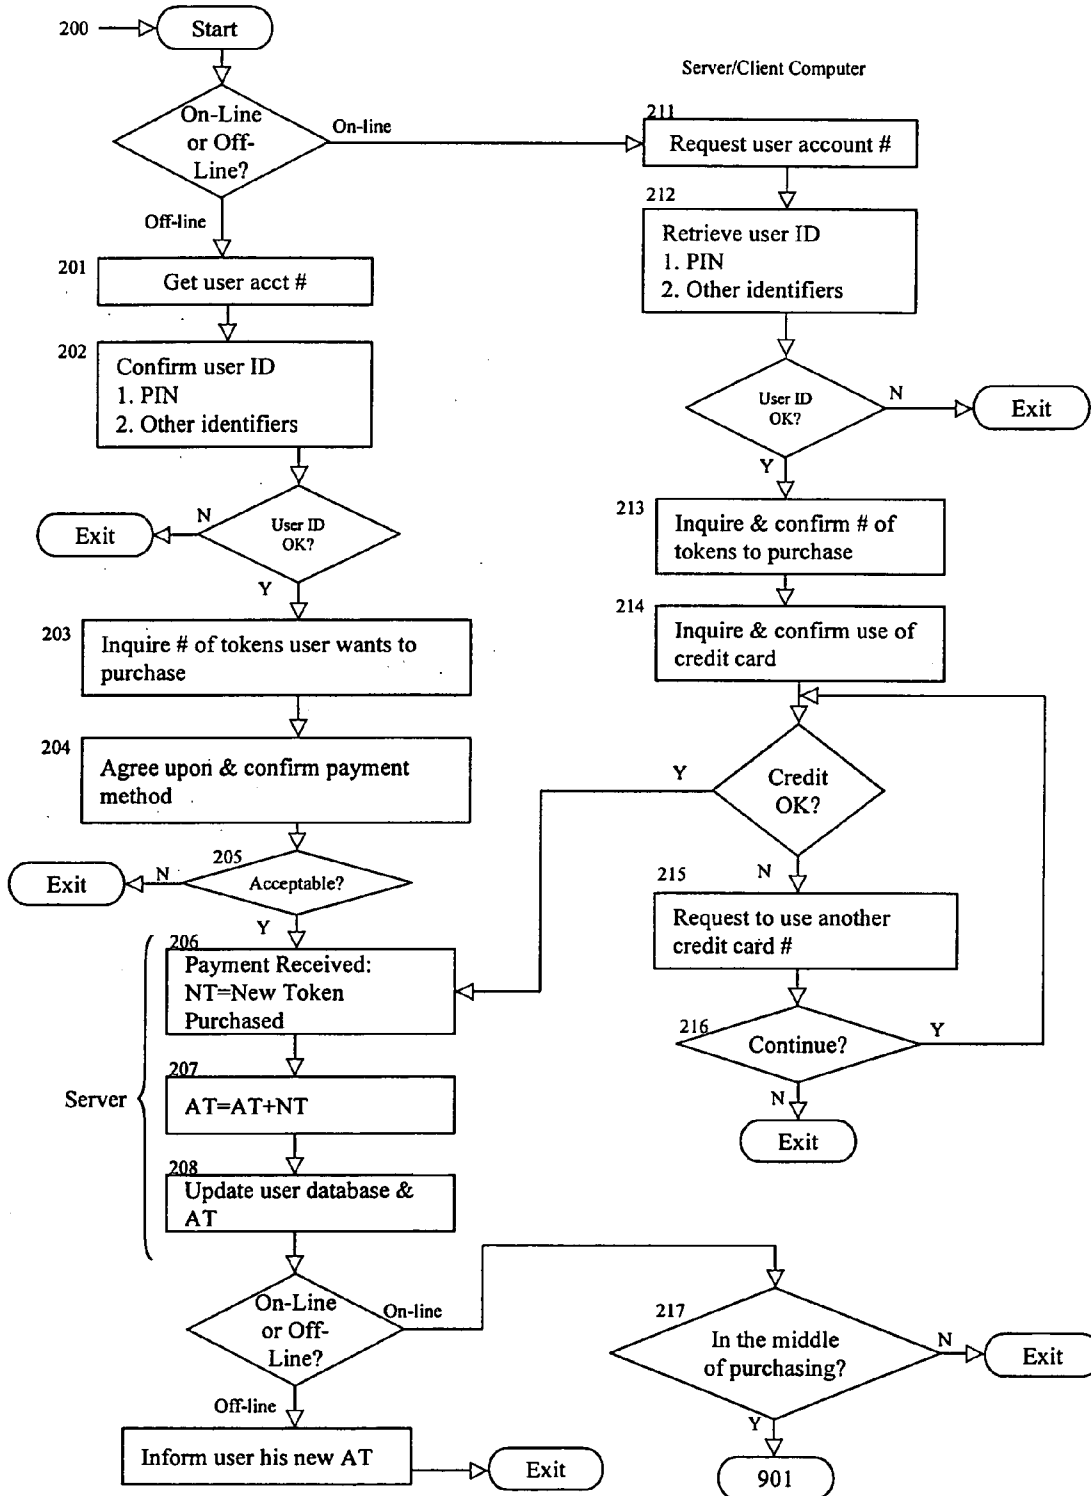 200
Start
Server/Client Computer
On-Line
or Off-
Line?
On-line
Off-line
211
Request user account #
212
Retrieve user ID
1. PIN
2. Other identifiers
201
Get user acct #
202
Confirm user ID
1. PIN
2. Other identifiers
User ID
OK?
N
Exit
Y
User ID
OK?
N
Exit
Y
213
Inquire & confirm # of
tokens to purchase
214
Inquire & confirm use of
credit card
203
Inquire # of tokens user wants to
purchase
204
Agree upon & confirm payment
method
Credit
OK?
Y
N
205
Acceptable?
N
Exit
Y
215
Request to use another
credit card #
216
Continue?
Y
N
Exit
Server
206
Payment Received:
NT=New Token
Purchased
207
AT=AT+NT
208
Update user database &
AT
On-Line
or Off-
Line?
On-line
Off-line
217
In the middle
of purchasing?
N
Exit
Y
901
Inform user his new AT
Exit